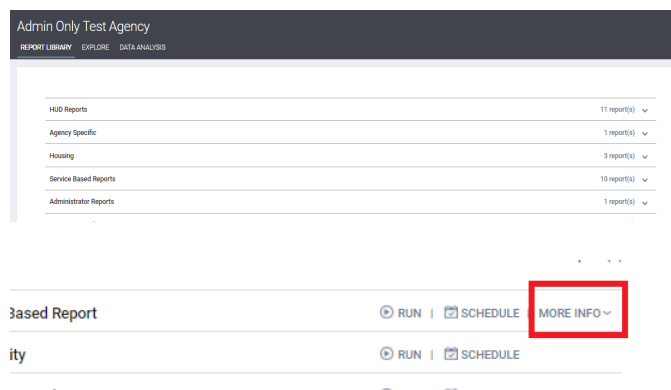 Admin Only Test Agency
REPORT LIBRARY EXPLORE DATA ANALYSIS
HUD Reports 11 report(s)
Agency Specific 1 report(s)
Housing 3 report(s)
Service Based Reports 10 report(s)
Administrator Reports 1 report(s)
Based Report RUN | SCHEDULE | MORE INFO
ity RUN | SCHEDULE